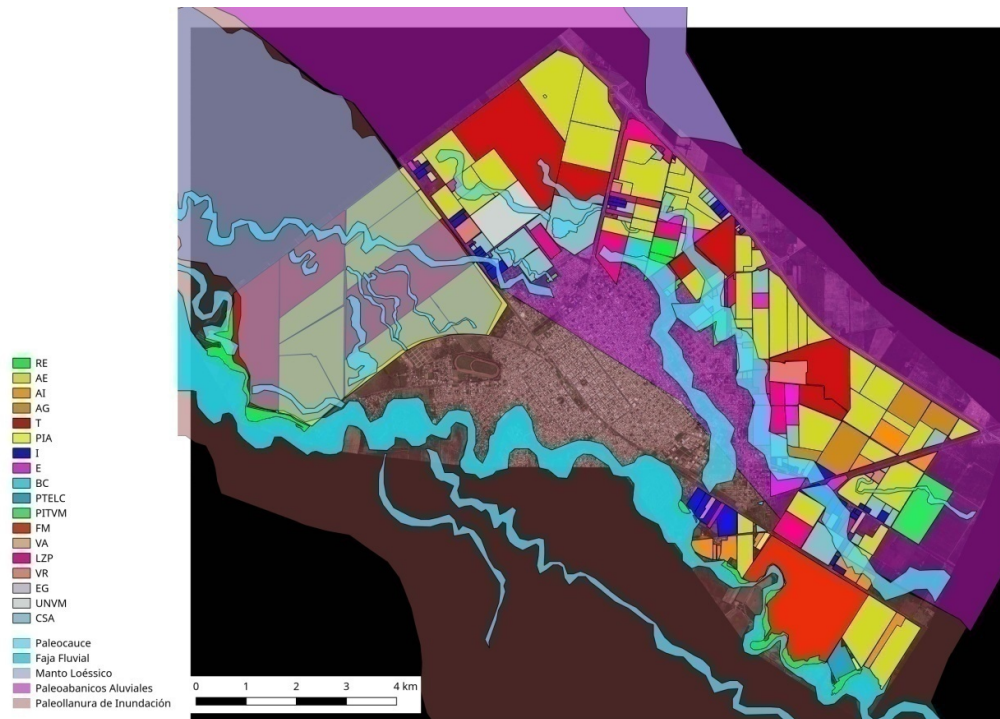 RE
AE
AI
AG
T
PIA
I
E
BC
PTELC
PITVM
FM
VA
LZP
VR
EG
UNVM
CSA
Paleocauce
Faja Fluvial
Manto Loéssico
Paleoabanicos Aluviales
Paleollanura de Inundación
0 1 2 3 4 km